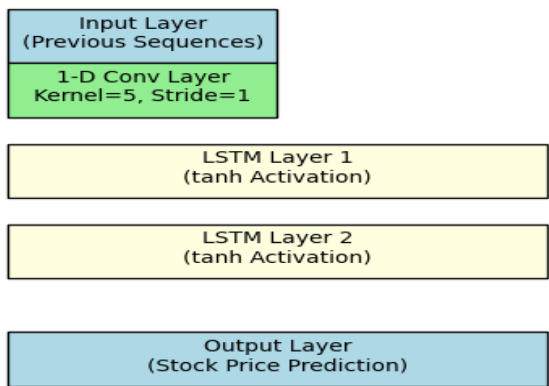 Input Layer
(Previous Sequences)
1-D Conv Layer
Kernel=5, Stride=1
LSTM Layer 1
(tanh Activation)
LSTM Layer 2
(tanh Activation)
Output Layer
(Stock Price Prediction)